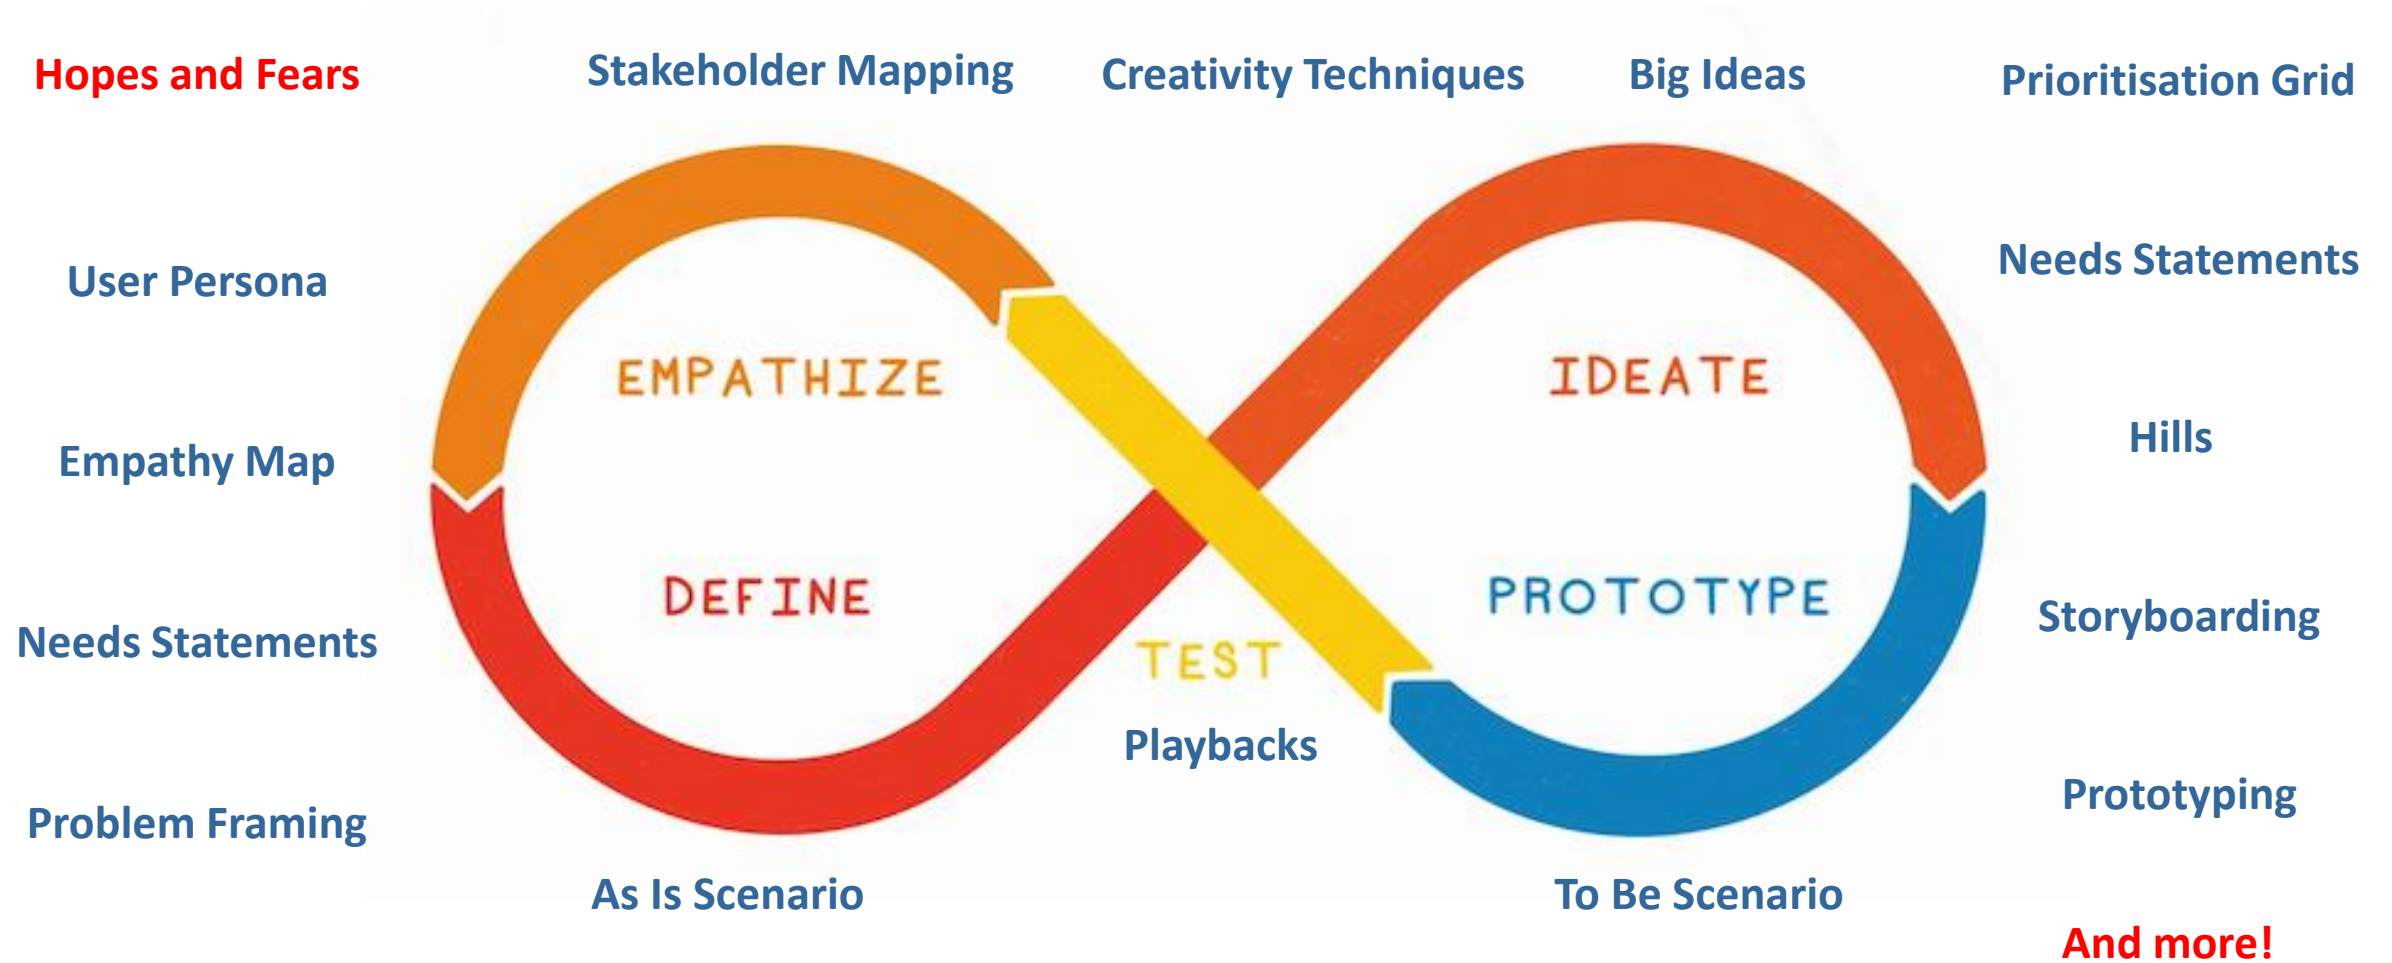 Hopes and Fears
Stakeholder Mapping
Creativity Techniques
Big Ideas
Prioritisation Grid
User Persona
Needs Statements
EMPATHIZE
IDEATE
Empathy Map
Hills
DEFINE
PROTOTYPE
Needs Statements
TEST
Storyboarding
Playbacks
Problem Framing
Prototyping
As Is Scenario
To Be Scenario
And more!